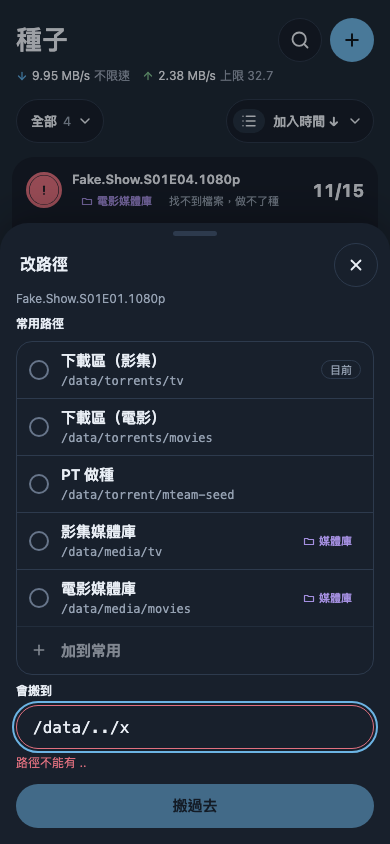 種子
9.95 MB/s 不限速 2.38 MB/s 上限 32.7
全部 4 加入時間
Fake.Show.S01E04.1080p
電影媒體庫 找不到檔案，做不了種
11/15
改路徑
Fake.Show.S01E01.1080p
常用路徑
下載區（影集）
/data/torrents/tv
目前
下載區（電影）
/data/torrents/movies
PT 做種
/data/torrent/mteam-seed
影集媒體庫
/data/media/tv
媒體庫
電影媒體庫
/data/media/movies
媒體庫
加到常用
會搬到
/data/../x
路徑不能有 ..
搬過去